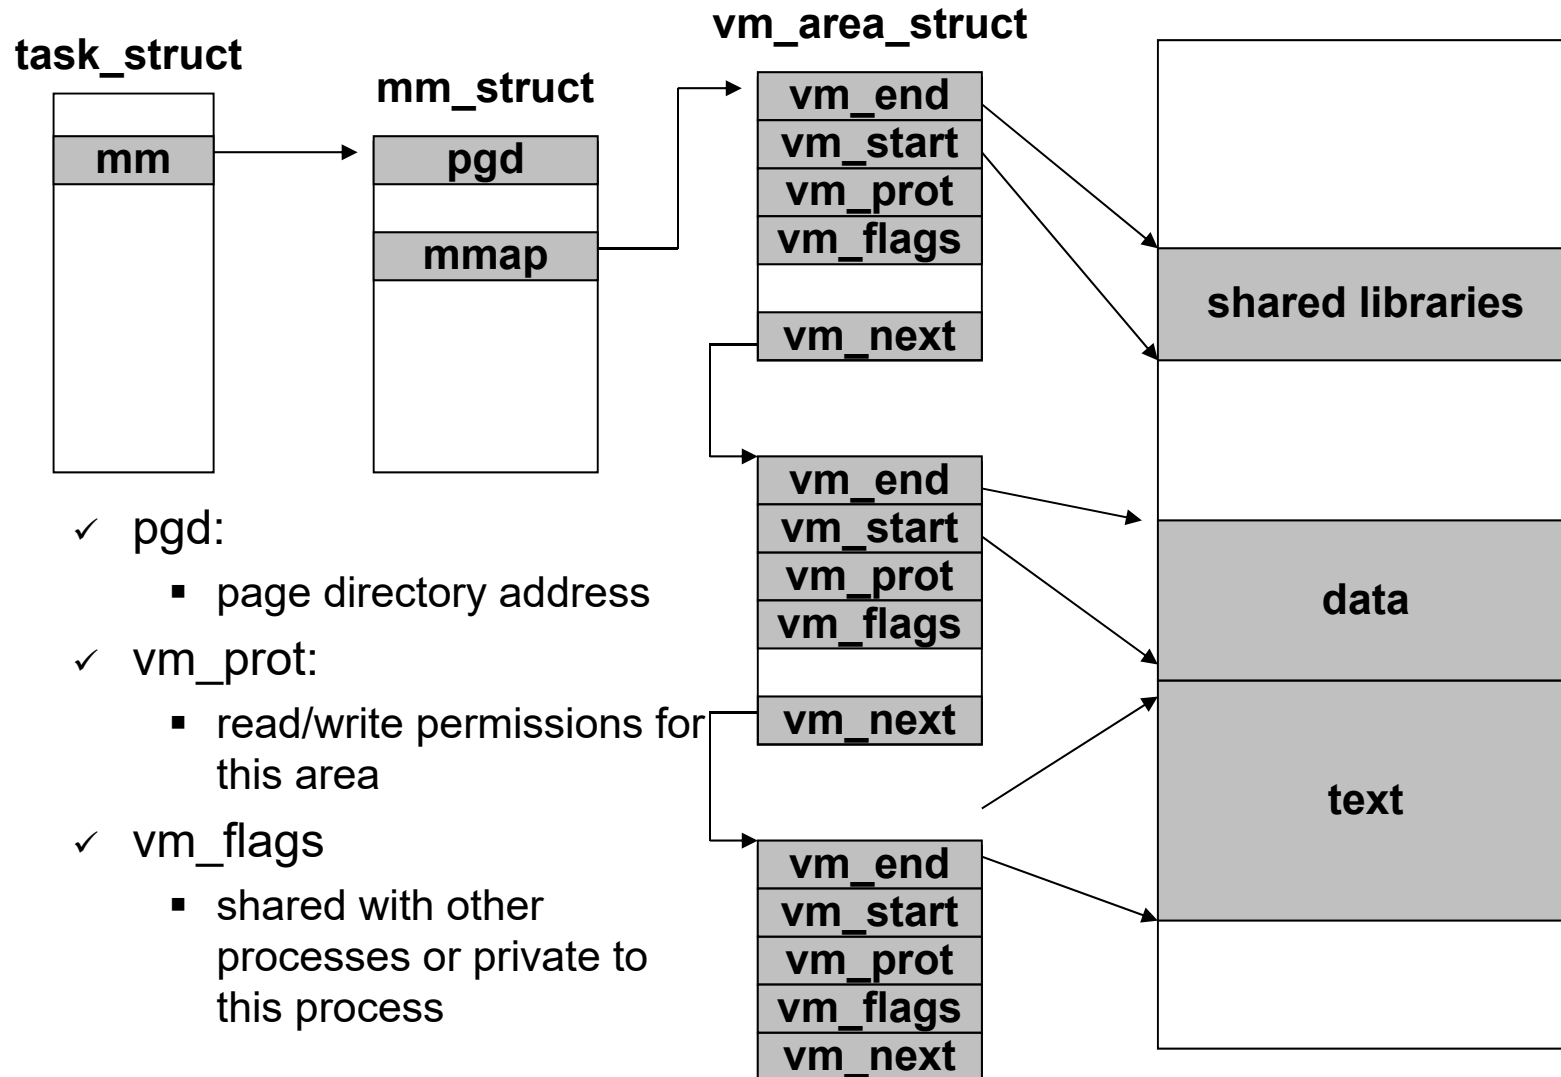 task_struct
mm
mm_struct
pgd
mmap
vm_area_struct
vm_end
vm_start
vm_prot
vm_flags
vm_next
vm_end
vm_start
vm_prot
vm_flags
vm_next
vm_end
vm_start
vm_prot
vm_flags
vm_next
shared libraries
data
text
✓ pgd:
▪ page directory address
✓ vm_prot:
▪ read/write permissions for
this area
✓ vm_flags
▪ shared with other
processes or private to
this process